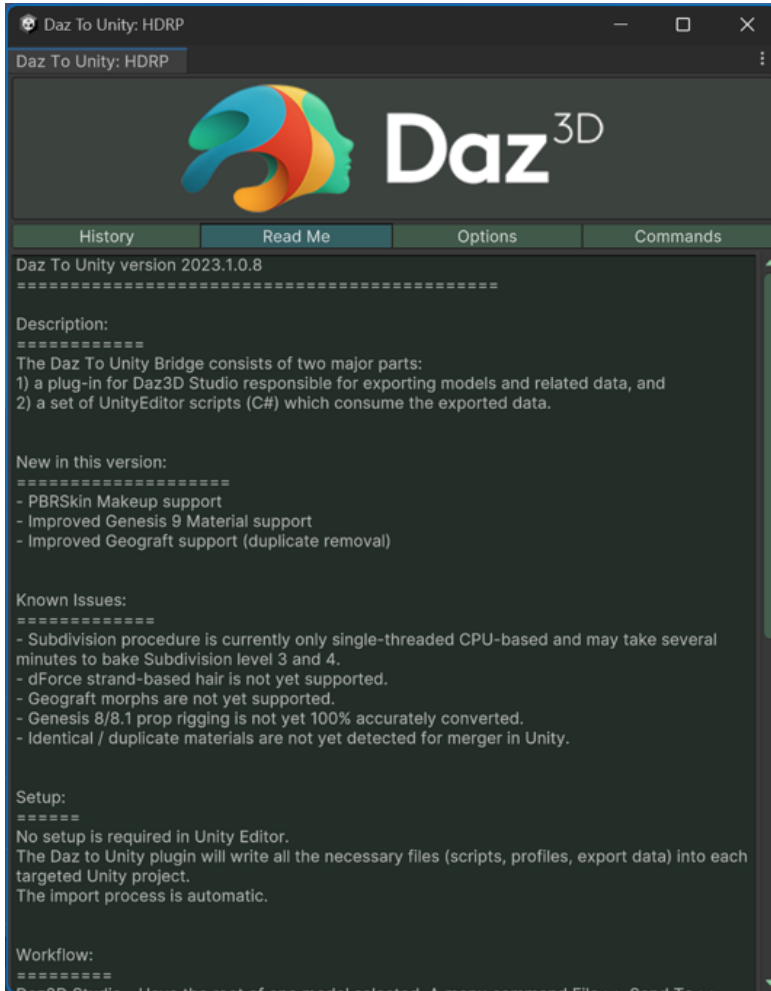 Daz To Unity: HDRP
Daz To Unity: HDRP
Daz 3D
History Read Me Options Commands
Daz To Unity version 2023.1.0.8
=============================================
Description:
============
The Daz To Unity Bridge consists of two major parts:
1) a plug-in for Daz3D Studio responsible for exporting models and related data, and
2) a set of UnityEditor scripts (C#) which consume the exported data.
New in this version:
====================
- PBRSkin Makeup support
- Improved Genesis 9 Material support
- Improved Geograft support (duplicate removal)
Known Issues:
=============
- Subdivision procedure is currently only single-threaded CPU-based and may take several
minutes to bake Subdivision level 3 and 4.
- dForce strand-based hair is not yet supported.
- Geograft morphs are not yet supported.
- Genesis 8/8.1 prop rigging is not yet 100% accurately converted.
- Identical / duplicate materials are not yet detected for merger in Unity.
Setup:
======
No setup is required in Unity Editor.
The Daz to Unity plugin will write all the necessary files (scripts, profiles, export data) into each
targeted Unity project.
The import process is automatic.
Workflow:
=========